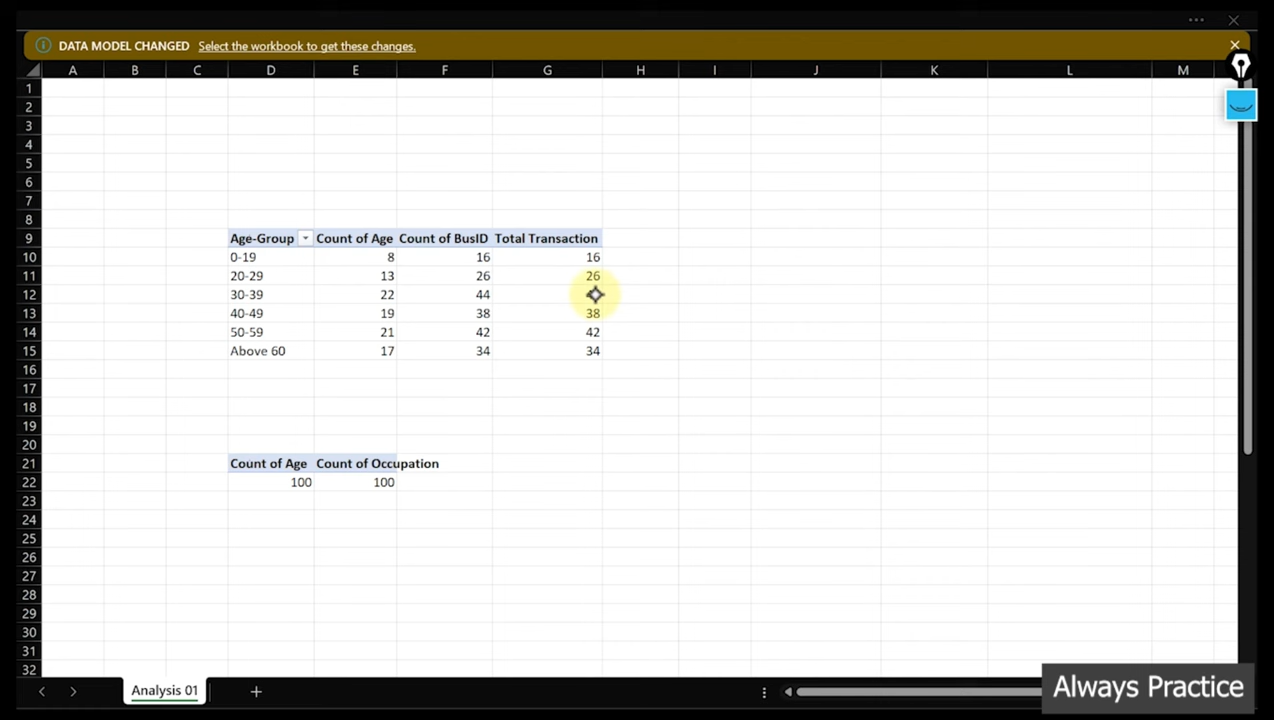 DATA MODEL CHANGED Select the workbook to get these changes.
A B C D E F G H I J K L M
1
2
3
4
5
6
7
8
9 Age-Group Count of Age Count of BusID Total Transaction
10 0-19 8 16 16
11 20-29 13 26 26
12 30-39 22 44
13 40-49 19 38 38
14 50-59 21 42 42
15 Above 60 17 34 34
16
17
18
19
20
21 Count of Age Count of Occupation
22 100 100
23
24
25
26
27
28
29
30
31
32
Analysis 01
Always Practice